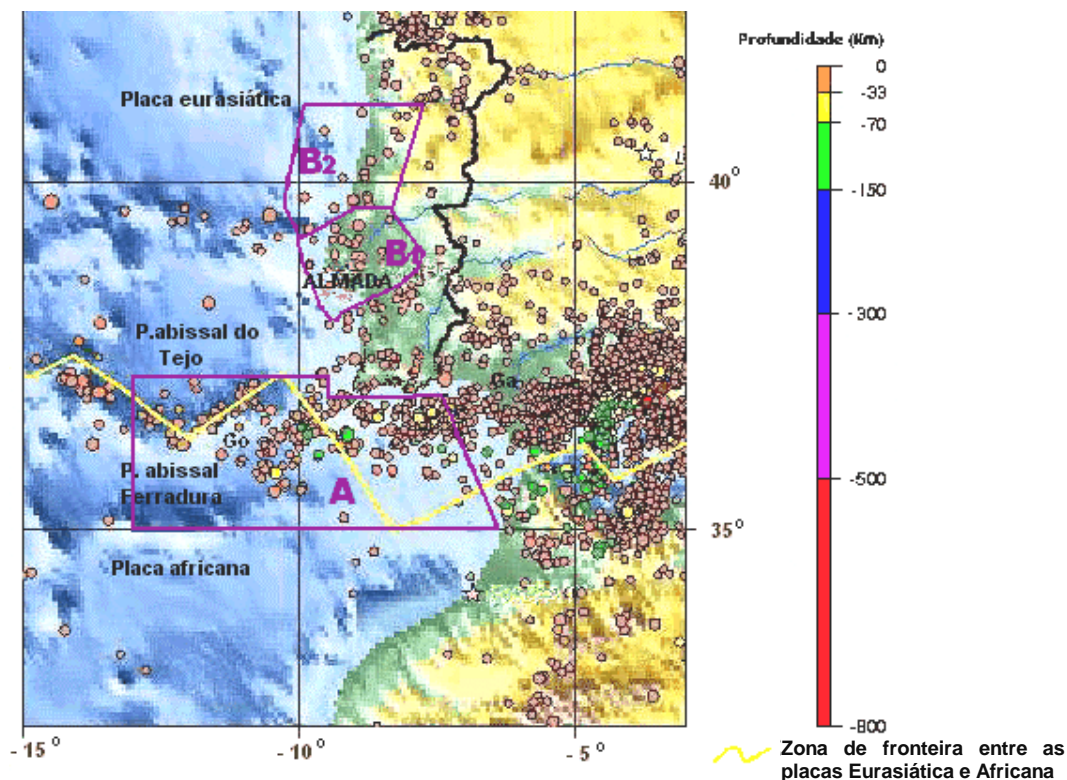 Profundidade (Km)
0
-33
-70
-150
-300
-500
-800
Placa eurasiática
B2
40°
B1
ALMADA
P.abissal do
Tejo
Ga
Go
P. abissal
Ferradura
A
35°
Placa africana
-15°
-10°
-5°
Zona de fronteira entre as
placas Eurasiática e Africana